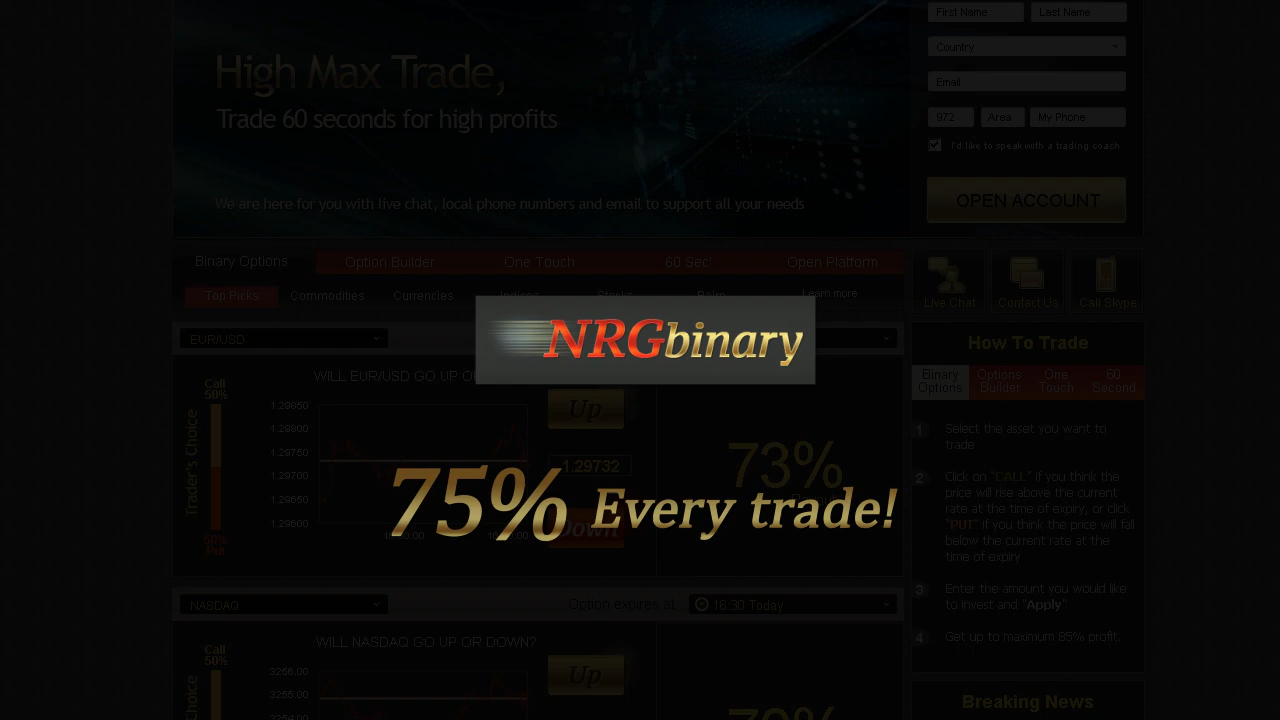 First Name
Last Name
Country
Email
972
Area
My Phone
I'd like to speak with a trading coach
OPEN ACCOUNT
High Max Trade,
Trade 60 seconds for high profits
We are here for you with live chat, local phone numbers and email to support all your needs
Binary Options
Option Builder
One Touch
60 Sec'
Open Platform
Top Picks
Commodities
Currencies
Indices
Stocks
Learn more
Live Chat
Contact Us
Call Skype
NRGbinary
EUR/USD
WILL EUR/USD GO UP
Call
50%
Trader's Choice
50%
Put
1.29850
1.29800
1.29750
1.29700
1.29650
1.29600
Up
1.29732
Down
73%
75% Every trade!
How To Trade
Binary Options
Options Builder
One Touch
60 Second
1 Select the asset you want to
trade
2 Click on "CALL" if you think the
price will rise above the current
rate at the time of expiry, or click
"PUT" if you think the price will fall
below the current rate at the
time of expiry
3 Enter the amount you would like
to invest and "Apply"
4 Get up to maximum 85% profit.
NASDAQ
Option expires at
16:30 Today
WILL NASDAQ GO UP OR DOWN?
Call
50%
Choice
3256.00
3255.00
3254.00
Up
Breaking News